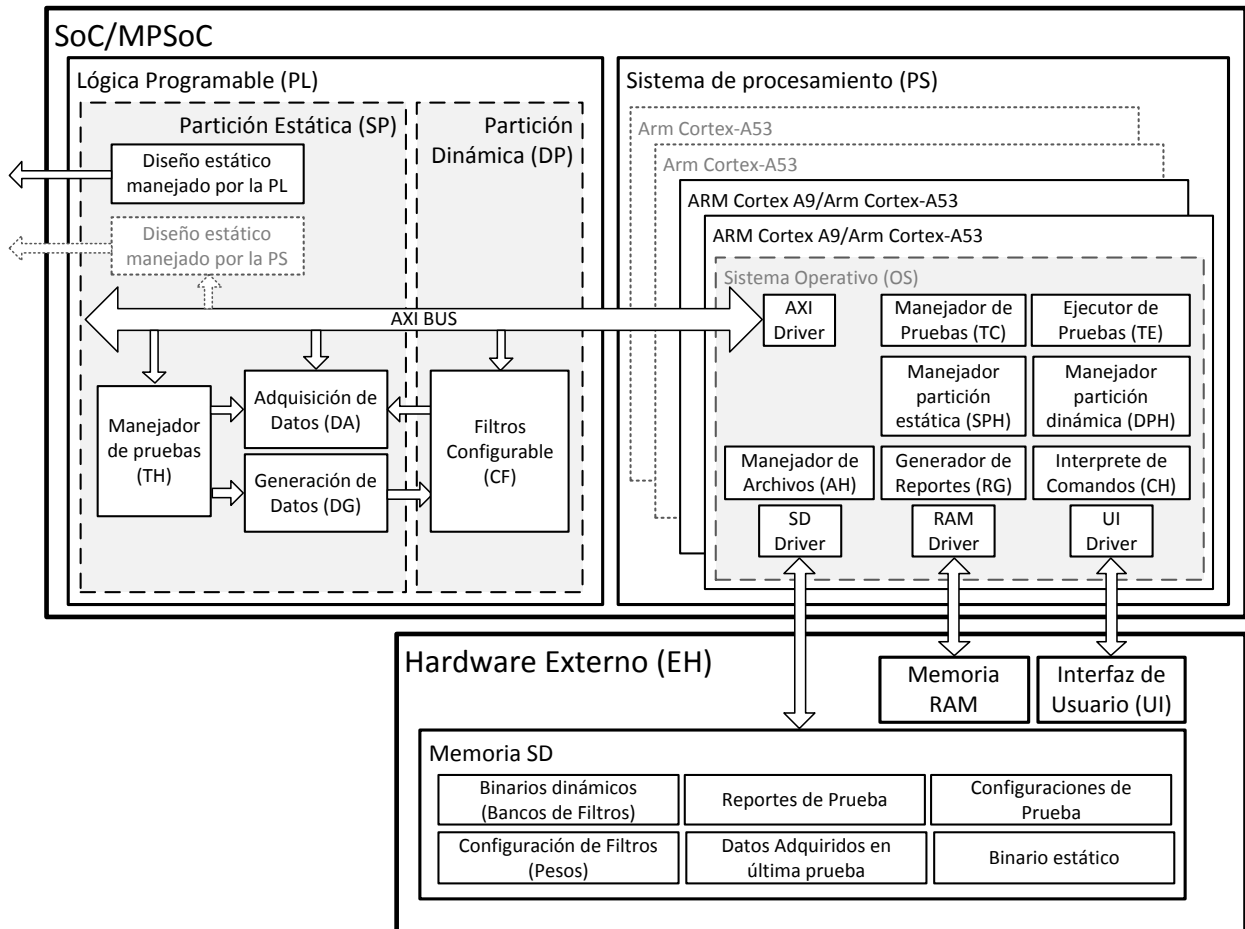 SoC/MPSoC
Lógica Programable (PL)
Partición Estática (SP)
Partición
Dinámica (DP)
Diseño estático
manejado por la PL
Diseño estático
manejado por la PS
AXI BUS
Manejador
de pruebas
(TH)
Adquisición de
Datos (DA)
Generación de
Datos (DG)
Filtros
Configurable
(CF)
Sistema de procesamiento (PS)
Arm Cortex-A53
Arm Cortex-A53
ARM Cortex A9/Arm Cortex-A53
ARM Cortex A9/Arm Cortex-A53
Sistema Operativo (OS)
AXI
Driver
Manejador de
Pruebas (TC)
Ejecutor de
Pruebas (TE)
Manejador
partición
estática (SPH)
Manejador
partición
dinámica (DPH)
Manejador de
Archivos (AH)
Generador de
Reportes (RG)
Interprete de
Comandos (CH)
SD
Driver
RAM
Driver
UI
Driver
Hardware Externo (EH)
Memoria
RAM
Interfaz de
Usuario (UI)
Memoria SD
Binarios dinámicos
(Bancos de Filtros)
Reportes de Prueba
Configuraciones de
Prueba
Configuración de Filtros
(Pesos)
Datos Adquiridos en
última prueba
Binario estático